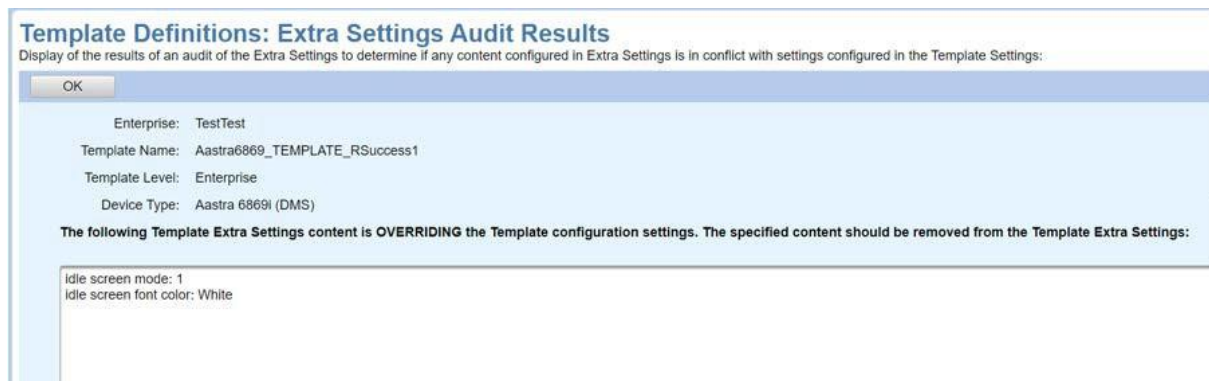 Template Definitions: Extra Settings Audit Results
Display of the results of an audit of the Extra Settings to determine if any content configured in Extra Settings is in conflict with settings configured in the Template Settings:
OK
Enterprise: TestTest
Template Name: Aastra6869_TEMPLATE_RSuccess1
Template Level: Enterprise
Device Type: Aastra 6869i (DMS)
The following Template Extra Settings content is OVERRIDING the Template configuration settings. The specified content should be removed from the Template Extra Settings:
idle screen mode: 1
idle screen font color: White